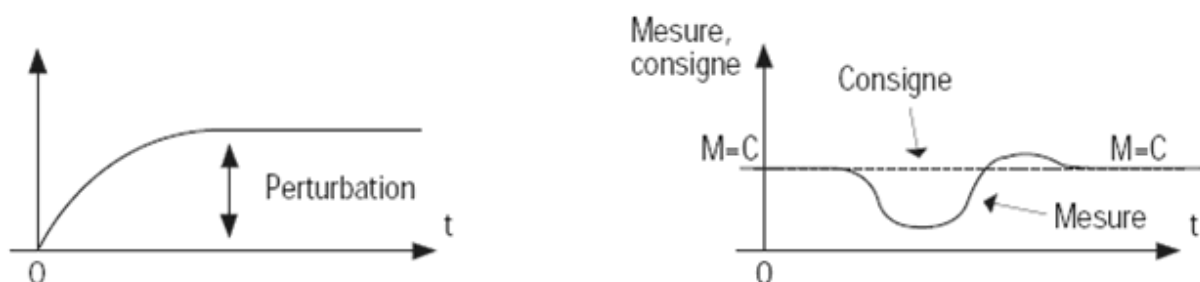 Perturbation
t
0
Mesure,
consigne
Consigne
M=C
M=C
Mesure
t
0